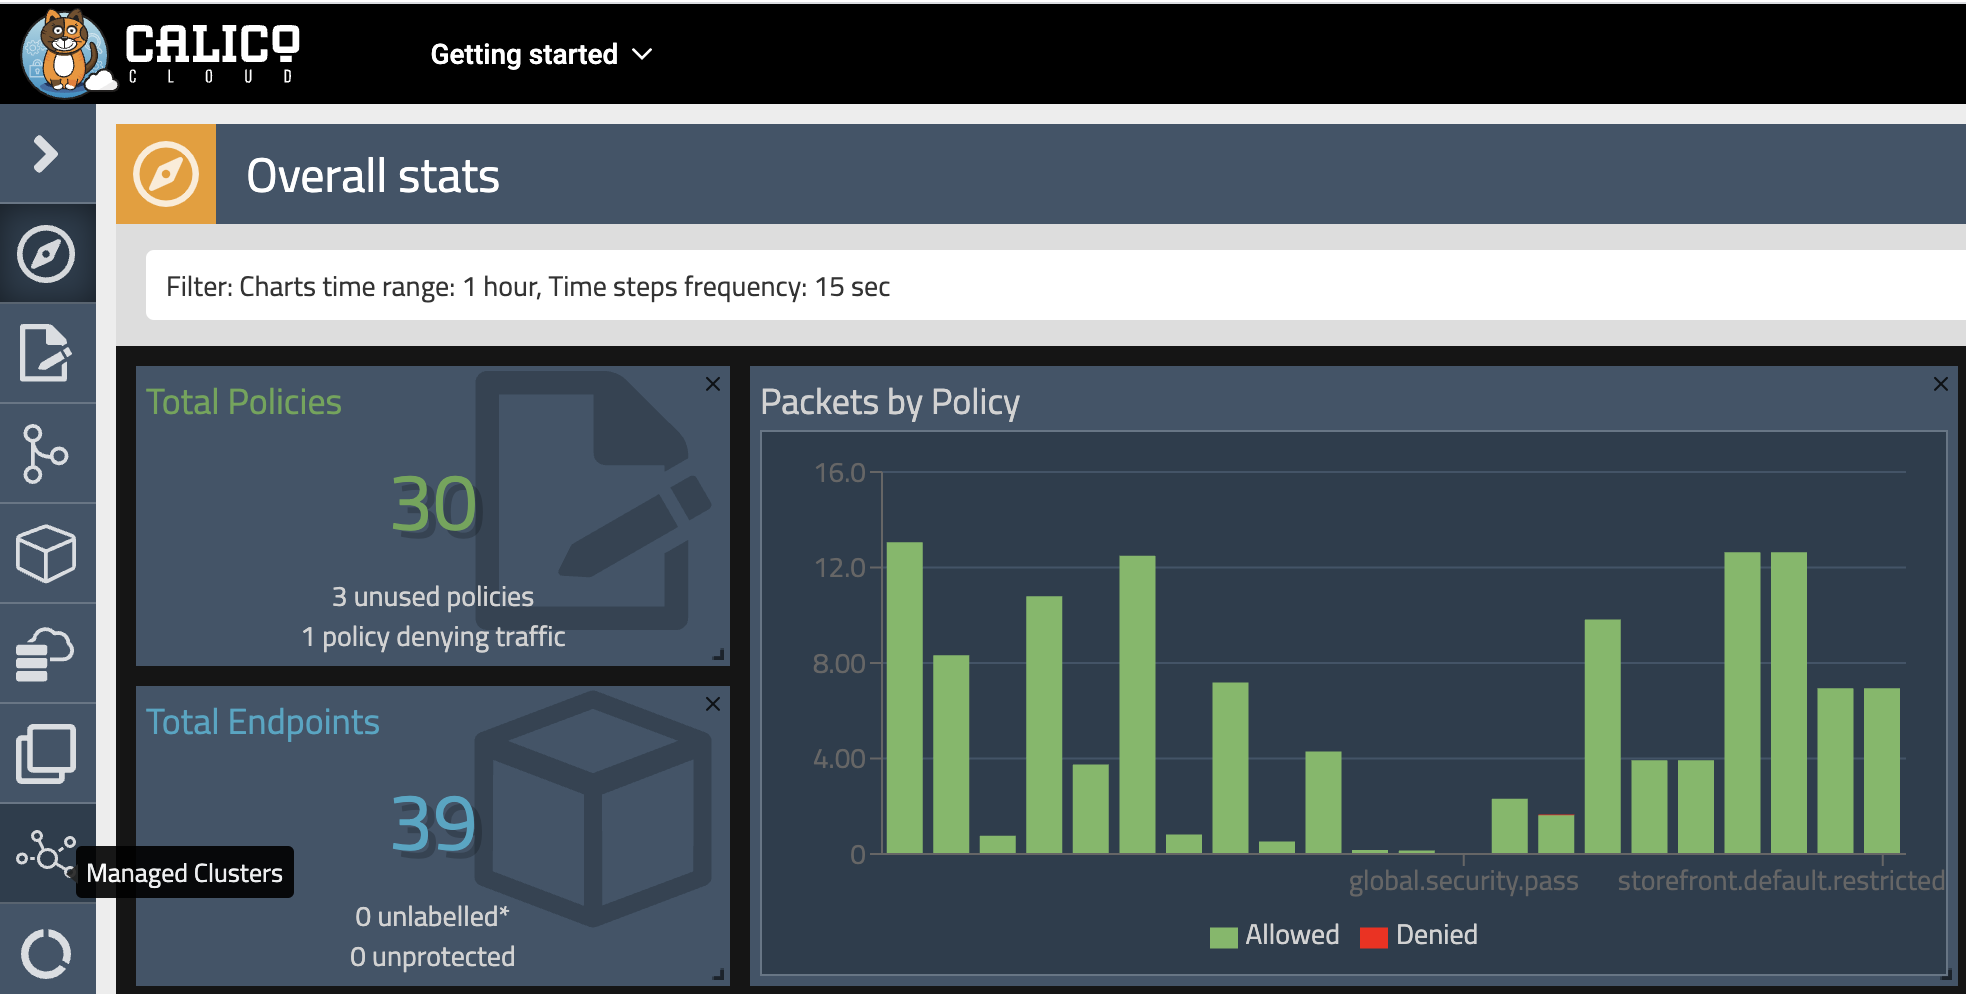 CALICO
CLOUD
Getting started
Overall stats
Filter: Charts time range: 1 hour, Time steps frequency: 15 sec
Total Policies
30
3 unused policies
1 policy denying traffic
Total Endpoints
39
0 unlabelled*
0 unprotected
Managed Clusters
Packets by Policy
16.0
12.0
8.00
4.00
0
global.security.pass storefront.default.restricted
Allowed Denied